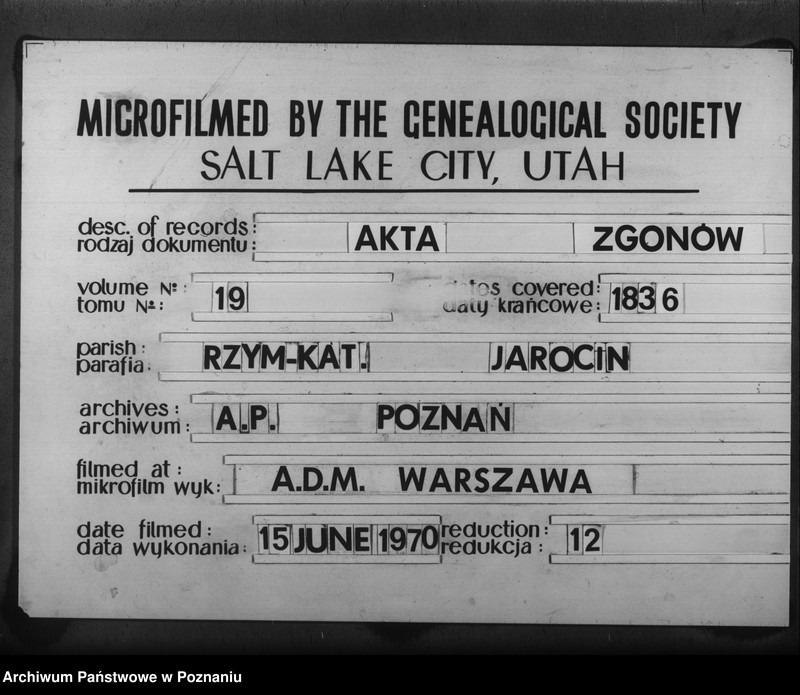 MICROFILMED BY THE GENEALOGICAL SOCIETY
SALT LAKE CITY, UTAH
desc. of records:
rodzaj dokumentu: AKTA ZGONÓW
volume №: dates covered:
tomu №: 19 daty krańcowe: 1836
parish:
parafia: RZYM-KAT. JAROCIN
archives:
archiwum: A.P. POZNAŃ
filmed at:
mikrofilm wyk: A.D.M. WARSZAWA
date filmed: reduction:
data wykonania: 15 JUNE 1970 redukcja: 12
Archiwum Państwowe w Poznaniu